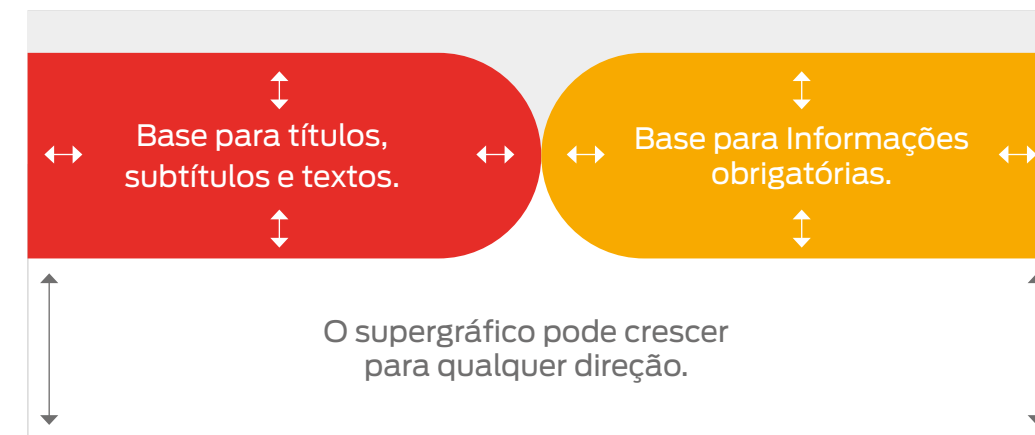 Base para títulos,
subtítulos e textos.
Base para Informações
obrigatórias.
O supergráfico pode crescer
para qualquer direção.